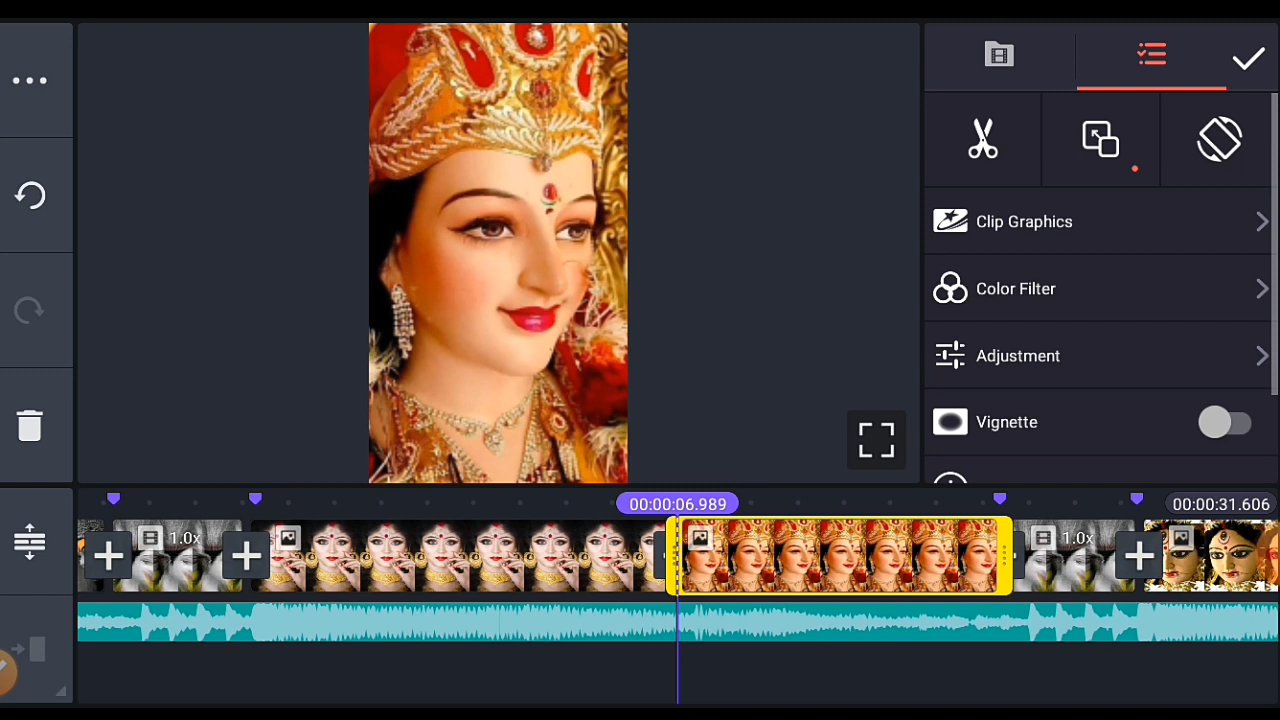 Clip Graphics
Color Filter
Adjustment
Vignette
00:00:06.989
00:00:31.606
1.0x
1.0x